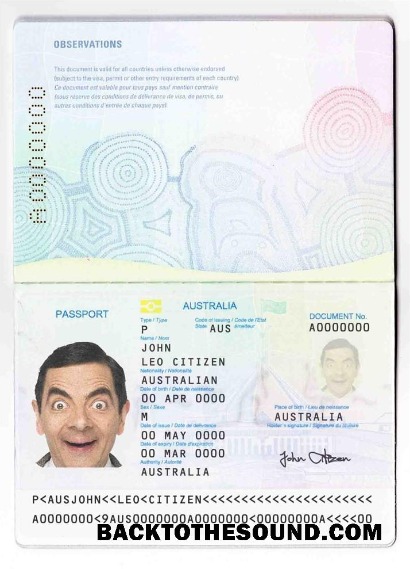 OBSERVATIONS
This document is valid for all countries unless otherwise endorsed
(subject to the visa, permit or other entry requirements of each country)
Ce document est valable pour tous pays sauf mention contraire
(sous réserve des conditions de délivrance de visa, de permis, ou
autres conditions d'entrée de chaque pays).
A0000000
PASSPORT
AUSTRALIA
DOCUMENT No.
A0000000
Type / Type
Code of issuing / Code de l'Etat
P
State AUS émetteur
Name / Nom
JOHN
LEO CITIZEN
Nationality / Nationalité
AUSTRALIAN
Date of birth / Date de naissance
00 APR 0000
Sex / Sexe
Place of birth / Lieu de naissance
M
AUSTRALIA
Date of issue / Date de délivrance
Holder's signature / Signature du titulaire
00 MAY 0000
Date of expiry / Date d'expiration
00 MAR 0000
John Citizen
Authority / Autorité
AUSTRALIA
P<AUSJOHN<<LEO<CITIZEN<<<<<<<<<<<<<<<<<<<<<<
A0000000<9AUS0000000A0000000<00000000A<<<<00
BACKTOTHESOUND.COM